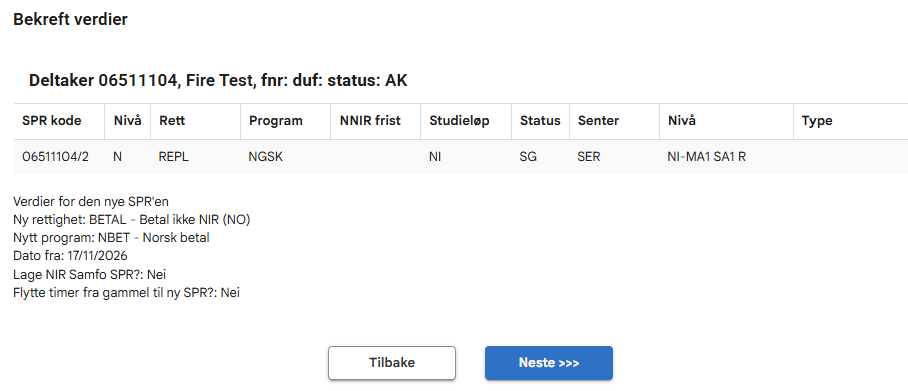 Bekreft verdier
Deltaker 06511104, Fire Test, fnr: duf: status: AK
SPR kode Nivå Rett Program NNIR frist Studieløp Status Senter Nivå Type
06511104/2 N REPL NGSK NI SG SER NI-MA1 SA1 R
Verdier for den nye SPR'en
Ny rettighet: BETAL - Betal ikke NIR (NO)
Nytt program: NBET - Norsk betal
Dato fra: 17/11/2026
Lage NIR Samfo SPR?: Nei
Flytte timer fra gammel til ny SPR?: Nei
Tilbake Neste >>>